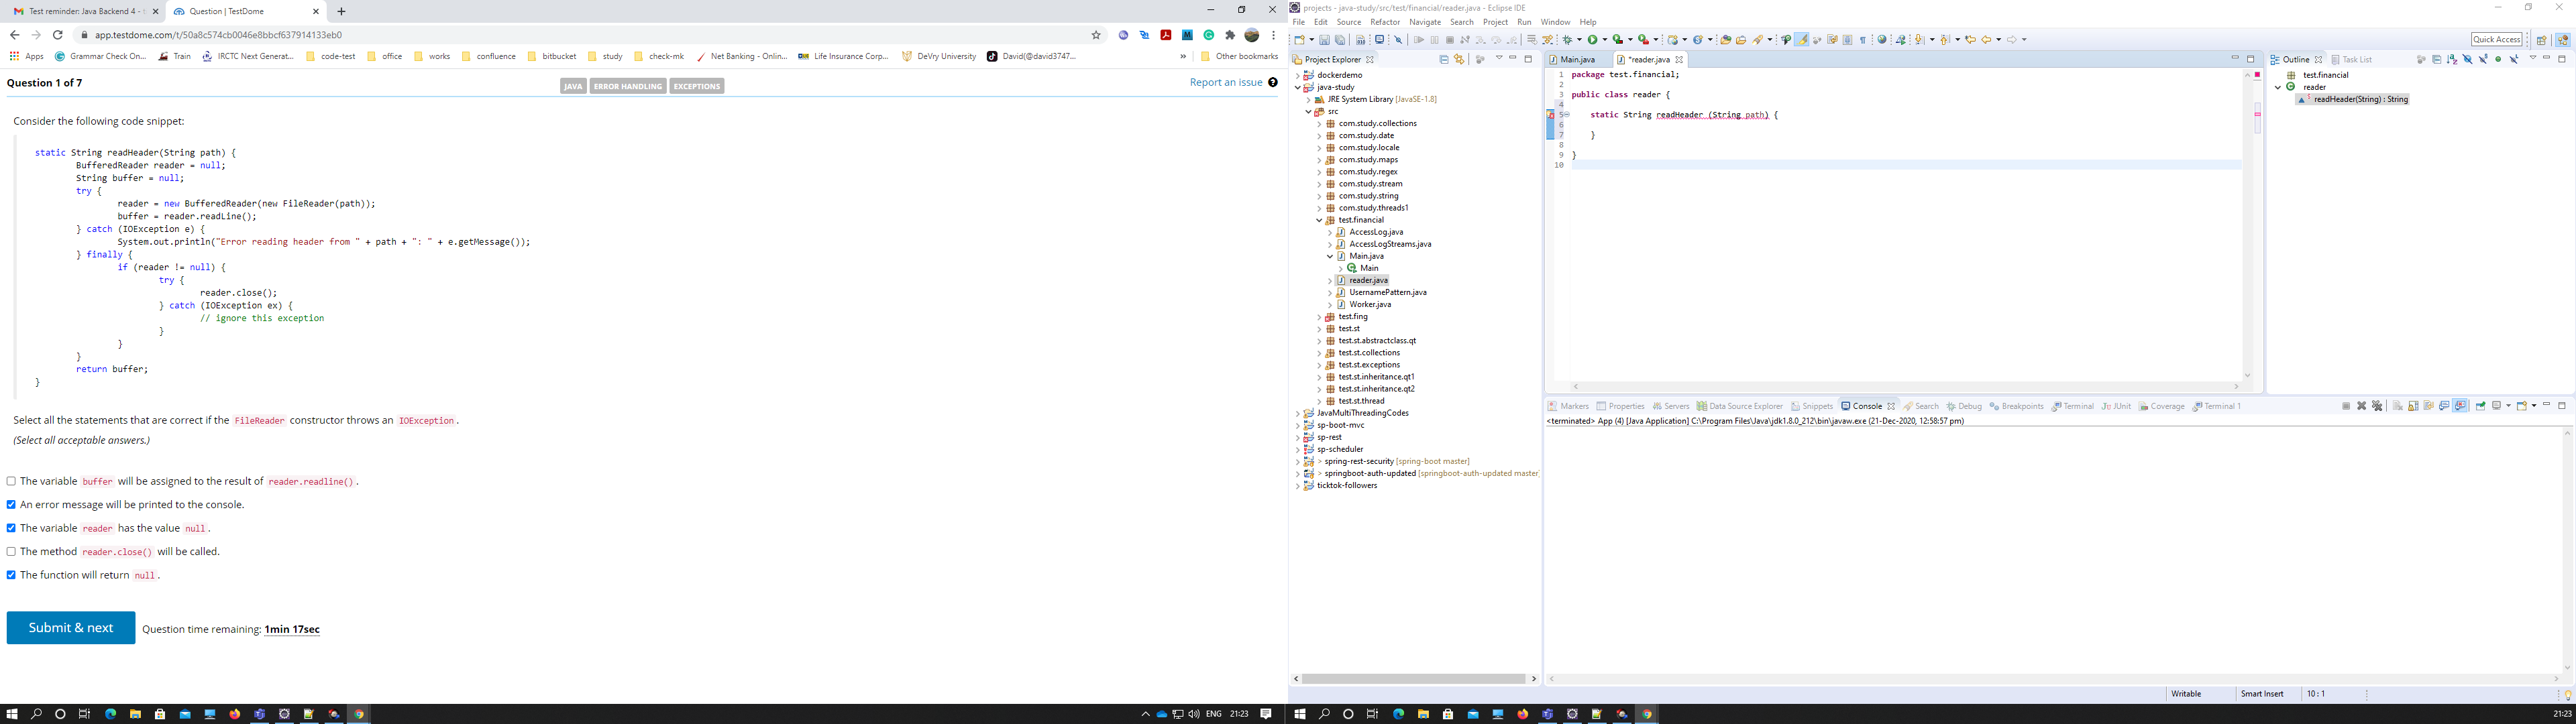 Test reminder: Java Backend 4 - t
Question | TestDome
app.testdome.com/t/50a8c574cb0046e8bbcf637914133eb0
Apps
Grammar Check On...
Train
IRCTC Next Generat...
code-test
office
works
confluence
bitbucket
study
check-mk
Net Banking - Onlin...
Life Insurance Corp...
DeVry University
David(@david3747...
»
Other bookmarks
Question 1 of 7
JAVA
ERROR HANDLING
EXCEPTIONS
Report an issue
Consider the following code snippet:
static String readHeader(String path) {
BufferedReader reader = null;
String buffer = null;
try {
reader = new BufferedReader(new FileReader(path));
buffer = reader.readLine();
} catch (IOException e) {
System.out.println("Error reading header from " + path + ": " + e.getMessage());
} finally {
if (reader != null) {
try {
reader.close();
} catch (IOException ex) {
// ignore this exception
}
}
}
return buffer;
}
Select all the statements that are correct if the FileReader constructor throws an IOException.
(Select all acceptable answers.)
The variable buffer will be assigned to the result of reader.readline().
An error message will be printed to the console.
The variable reader has the value null.
The method reader.close() will be called.
The function will return null.
Submit & next
Question time remaining: 1min 17sec
ENG 21:23
projects - java-study/src/test/financial/reader.java - Eclipse IDE
File Edit Source Refactor Navigate Search Project Run Window Help
Quick Access
Project Explorer
dockerdemo
java-study
JRE System Library [JavaSE-1.8]
src
com.study.collections
com.study.date
com.study.locale
com.study.maps
com.study.regex
com.study.stream
com.study.string
com.study.threads1
test.financial
AccessLog.java
AccessLogStreams.java
Main.java
Main
reader.java
UsernamePattern.java
Worker.java
test.fing
test.st
test.st.abstractclass.qt
test.st.collections
test.st.exceptions
test.st.inheritance.qt1
test.st.inheritance.qt2
test.st.thread
JavaMultiThreadingCodes
sp-boot-mvc
sp-rest
sp-scheduler
> spring-rest-security [spring-boot master]
> springboot-auth-updated [springboot-auth-updated master]
ticktok-followers
Main.java
*reader.java
1 package test.financial;
2
3 public class reader {
4
5 static String readHeader (String path) {
6
7 }
8
9 }
10
Outline
Task List
test.financial
reader
readHeader(String) : String
Markers Properties Servers Data Source Explorer Snippets Console Search Debug Breakpoints Terminal JUnit Coverage Terminal 1
<terminated> App (4) [Java Application] C:\Program Files\Java\jdk1.8.0_212\bin\javaw.exe (21-Dec-2020, 12:58:57 pm)
Writable
Smart Insert
10 : 1
21:23